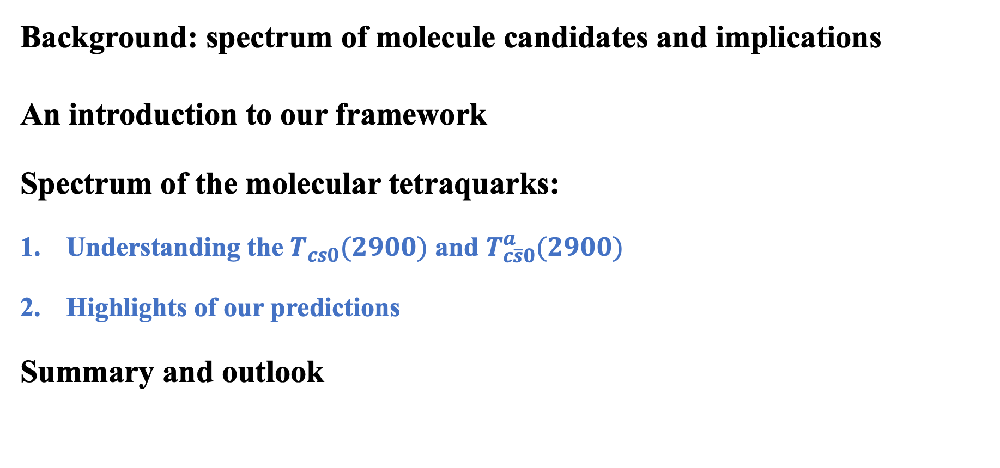 Background: spectrum of molecule candidates and implications
An introduction to our framework
Spectrum of the molecular tetraquarks:
1. Understanding the $T_{cs0}(2900)$ and $T^{a}_{c\bar{s}0}(2900)$
2. Highlights of our predictions
Summary and outlook